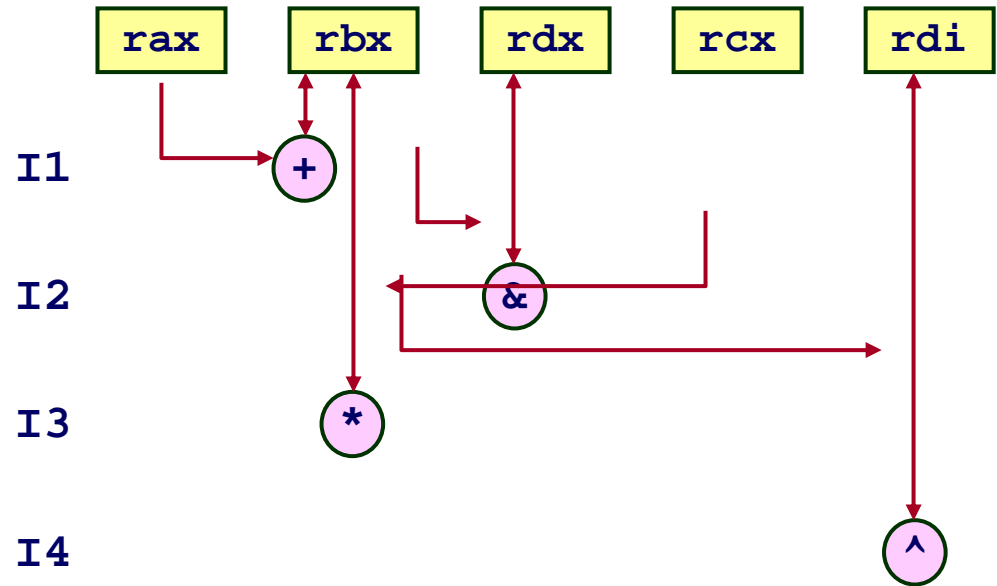 rax rbx rdx rcx rdi
I1 +
I2 &
I3 *
I4 ^